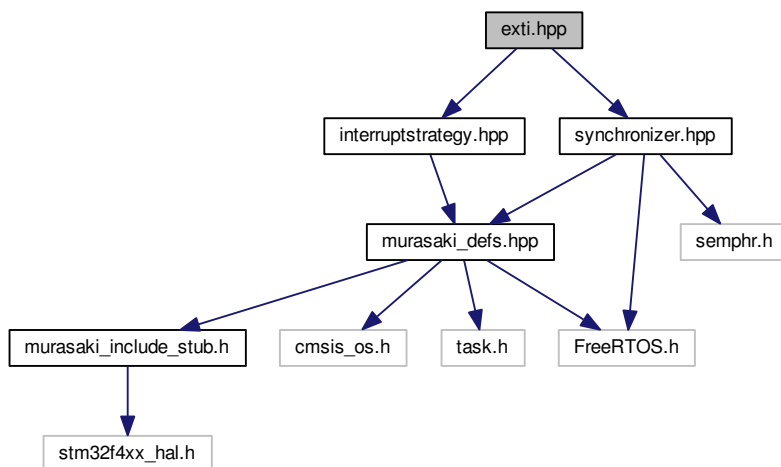 exti.hpp
interruptstrategy.hpp
synchronizer.hpp
murasaki_defs.hpp
semphr.h
murasaki_include_stub.h
cmsis_os.h
task.h
FreeRTOS.h
stm32f4xx_hal.h